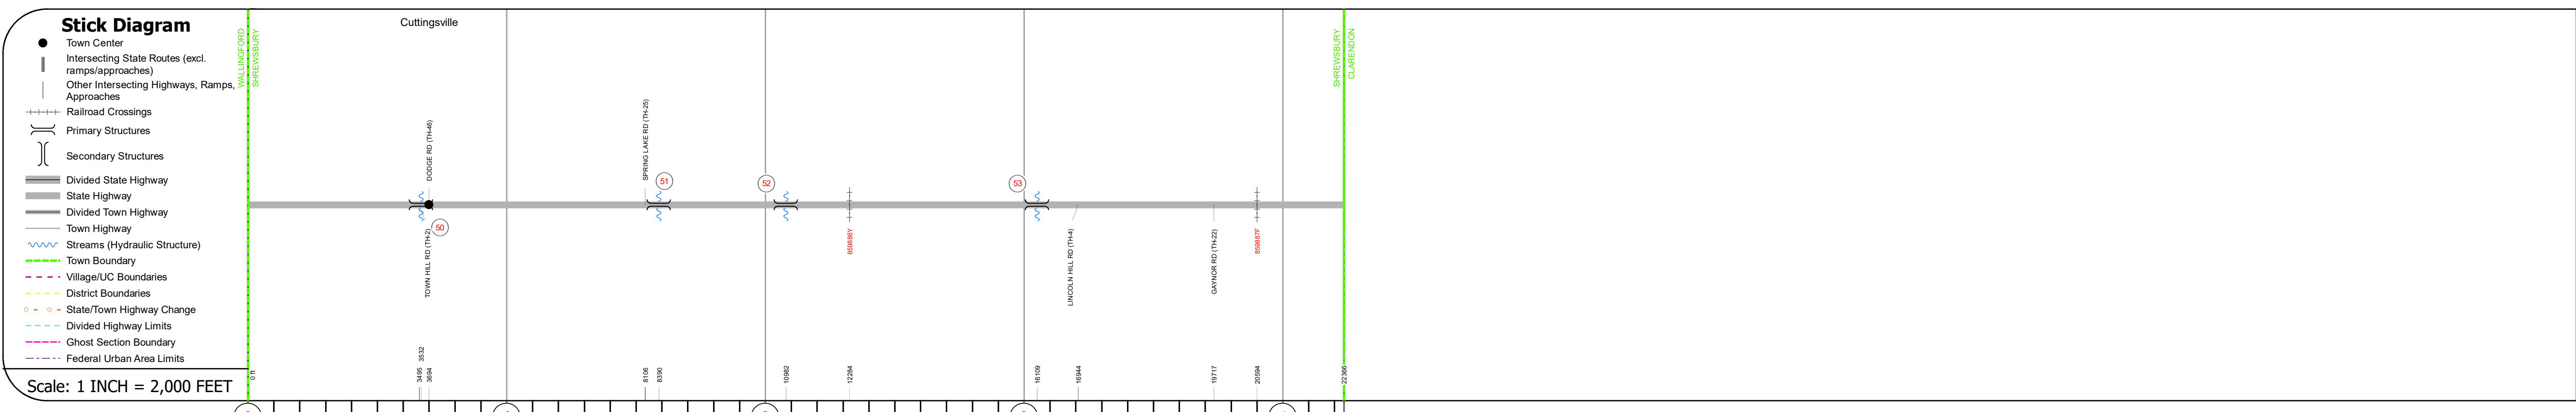 Stick Diagram
Town Center
Intersecting State Routes (excl.
ramps/approaches)
Other Intersecting Highways, Ramps,
Approaches
Railroad Crossings
Primary Structures
Secondary Structures
Divided State Highway
State Highway
Divided Town Highway
Town Highway
Streams (Hydraulic Structure)
Town Boundary
Village/UC Boundaries
District Boundaries
State/Town Highway Change
Divided Highway Limits
Ghost Section Boundary
Federal Urban Area Limits
Scale: 1 INCH = 2,000 FEET
WALLINGFORD
SHREWSBURY
Cuttingsville
DODGE RD (TH-46)
TOWN HILL RD (TH-2)
50
SPRING LAKE RD (TH-25)
51
52
859886Y
53
LINCOLN HILL RD (TH-4)
GAYNOR RD (TH-22)
859887F
SHREWSBURY
CLARENDON
0 ft
3495
3532
3694
8106
8390
10982
12284
16109
16944
19717
20594
22366